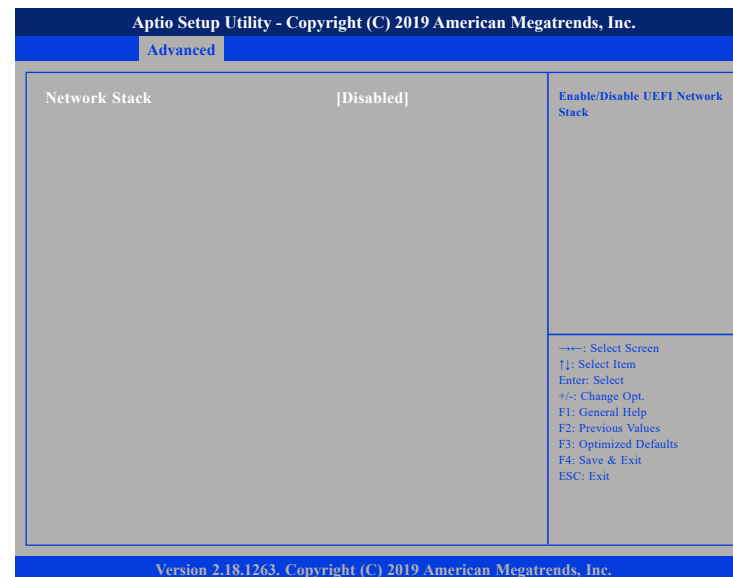 Aptio Setup Utility - Copyright (C) 2019 American Megatrends, Inc.
Advanced
Network Stack [Disabled]
Enable/Disable UEFI Network
Stack
→←: Select Screen
↑↓: Select Item
Enter: Select
+/-: Change Opt.
F1: General Help
F2: Previous Values
F3: Optimized Defaults
F4: Save & Exit
ESC: Exit
Version 2.18.1263. Copyright (C) 2019 American Megatrends, Inc.